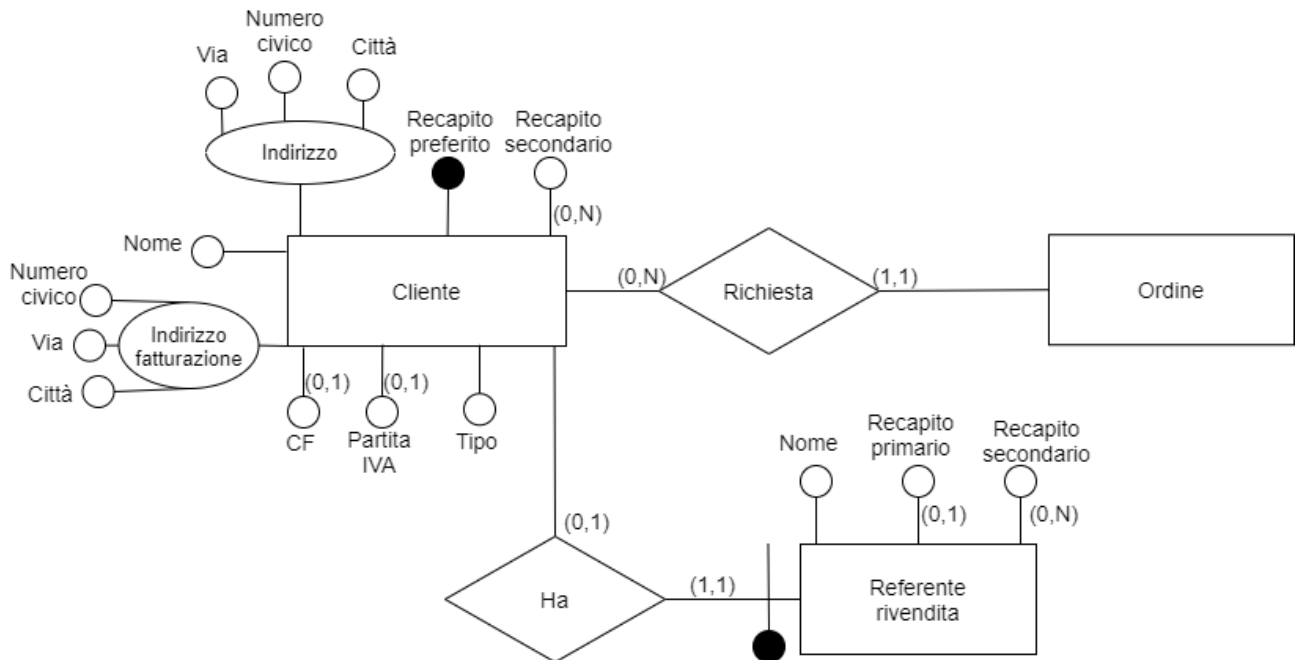 Numero
civico
Via
Città
Indirizzo
Recapito
preferito
Recapito
secondario
(0,N)
Nome
Numero
civico
Via
Città
Indirizzo
fatturazione
Cliente
(0,N)
Richiesta
(1,1)
Ordine
(0,1)
CF
(0,1)
Partita
IVA
Tipo
(0,1)
Ha
(1,1)
Nome
Recapito
primario
(0,1)
Recapito
secondario
(0,N)
Referente
rivendita